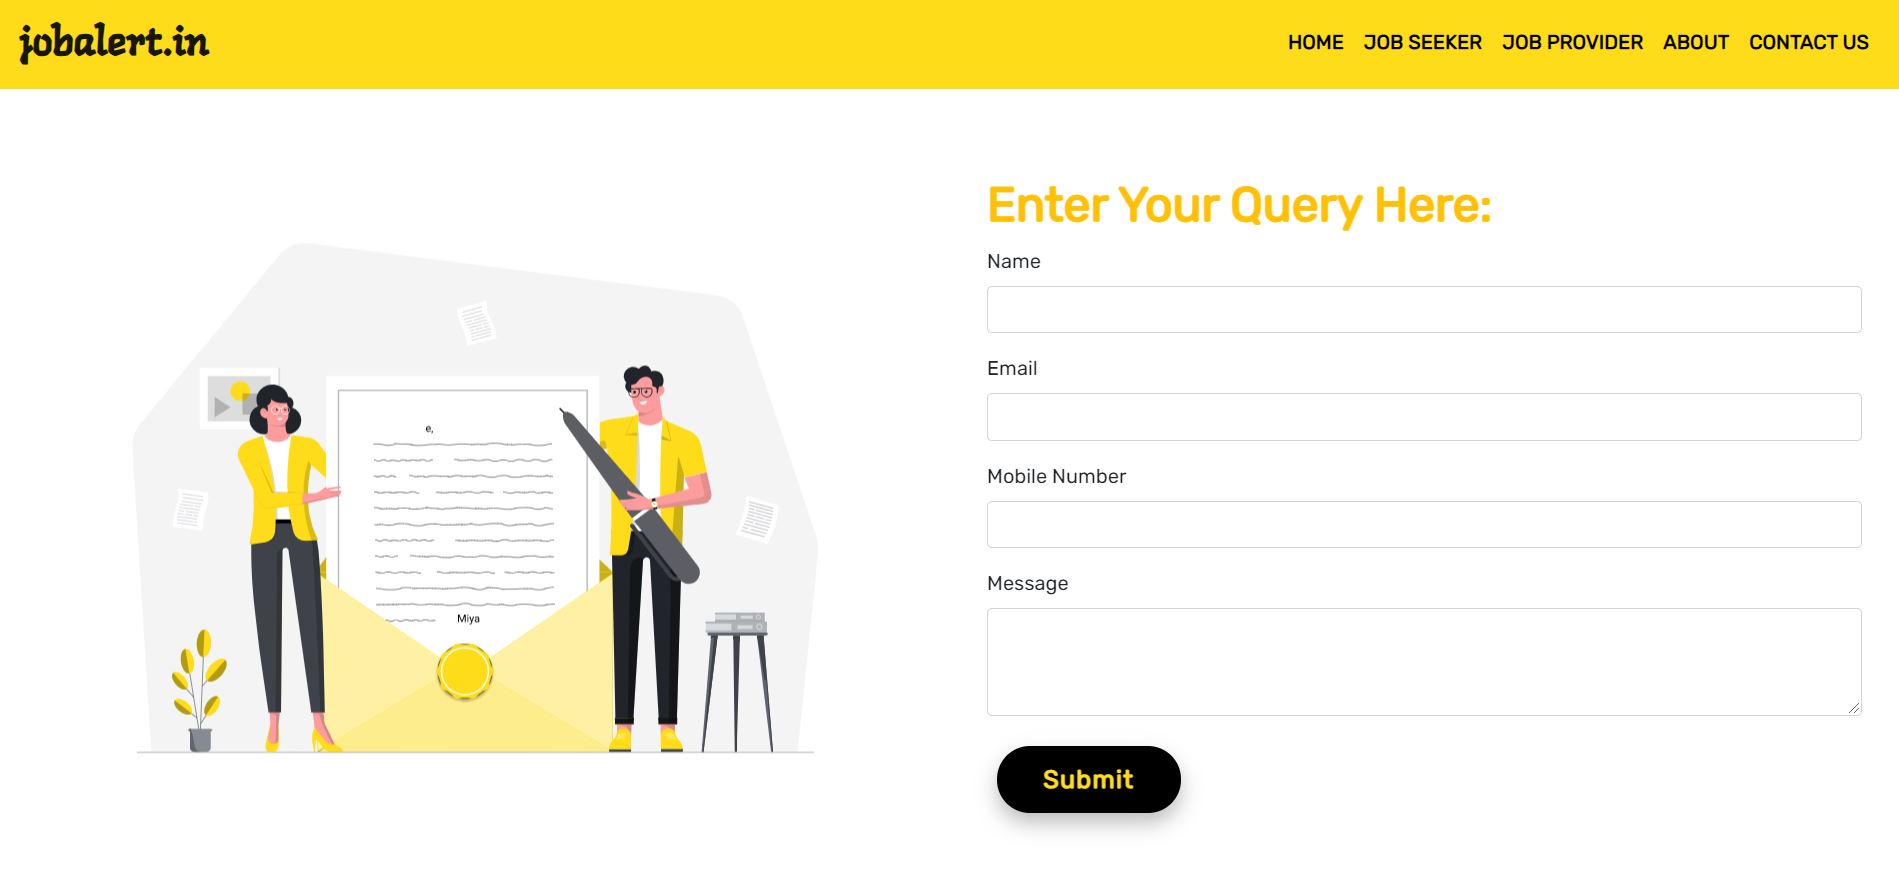 jobalert.in
HOME JOB SEEKER JOB PROVIDER ABOUT CONTACT US
Enter Your Query Here:
Name
Email
Mobile Number
Message
Submit
e,
Miya